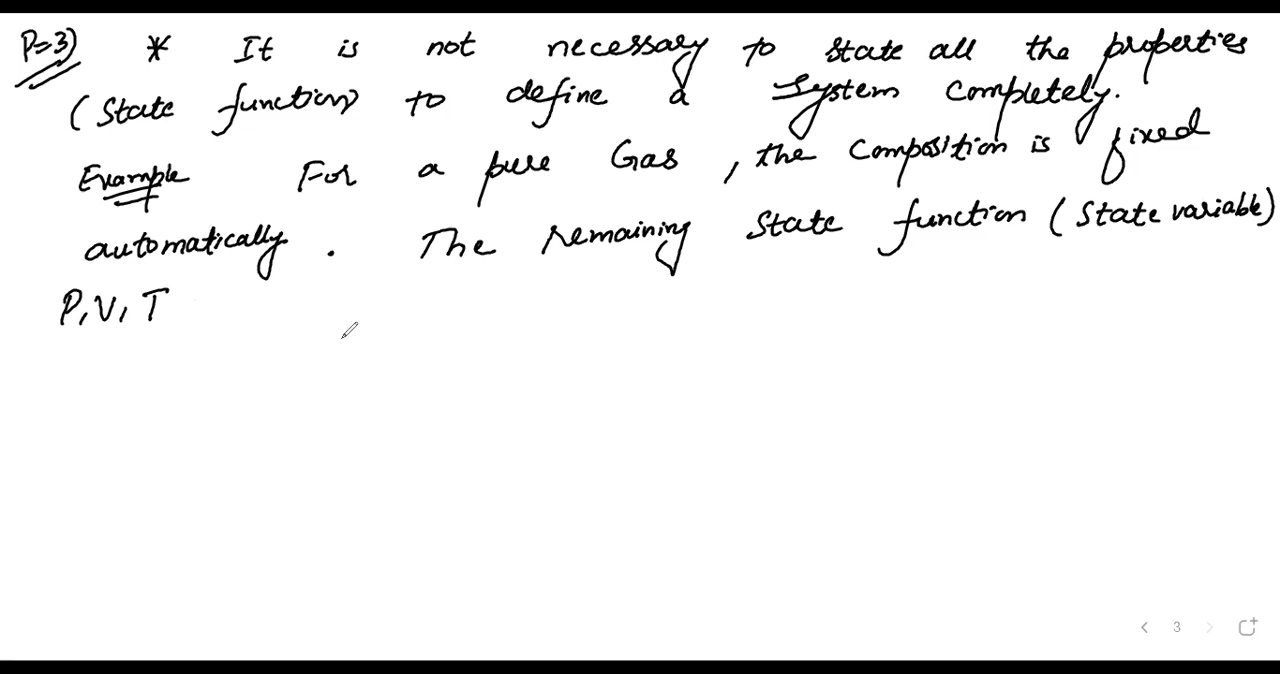 P=3) * It is not necessary to state all the properties
(State function) to define a System completely.
Example For a pure Gas, the composition is fixed
automatically. The remaining state function (State variable)
P, V, T
3